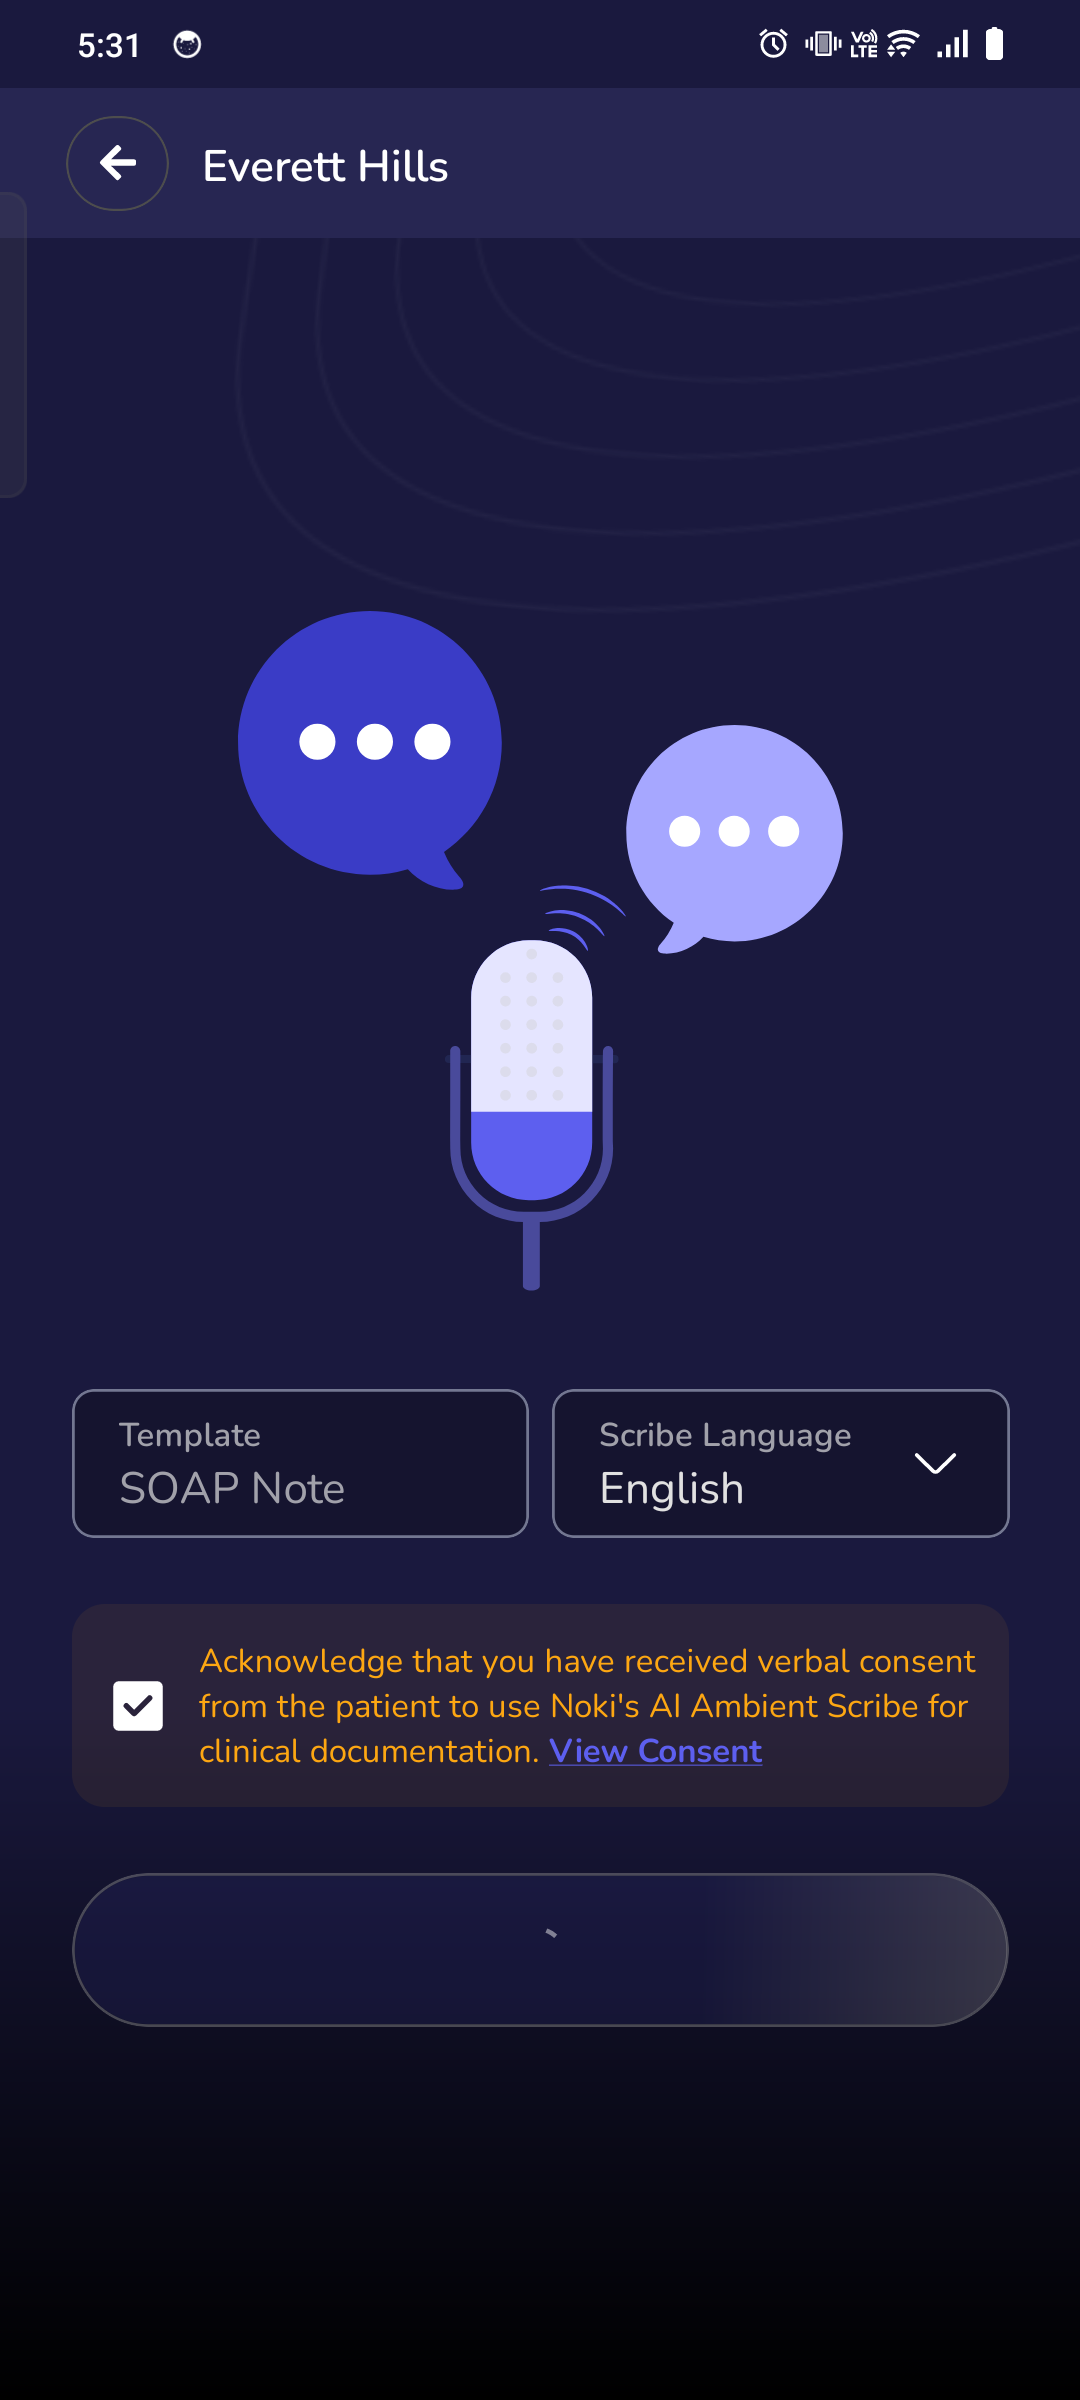 5:31
Vo LTE
Everett Hills
Template
SOAP Note
Scribe Language
English
Acknowledge that you have received verbal consent
from the patient to use Noki's AI Ambient Scribe for
clinical documentation. View Consent